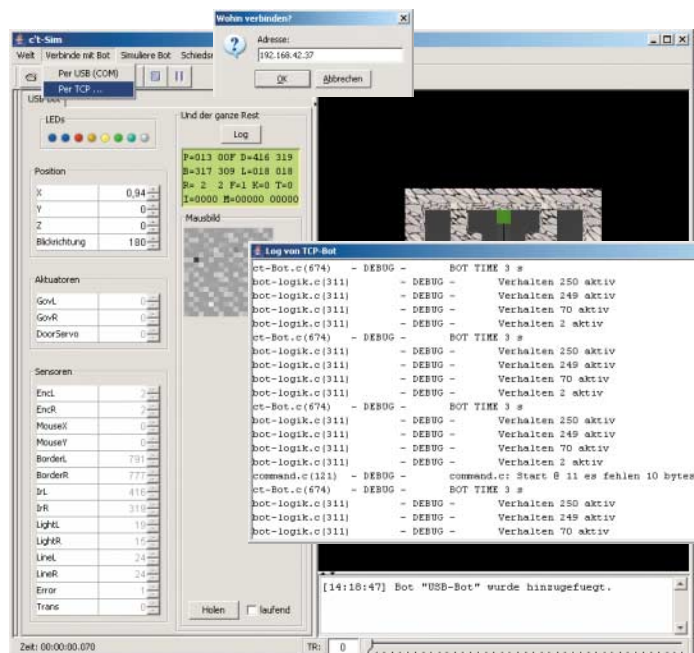 Wohin verbinden?
Adresse:
192.168.42.37
OK Abbrechen
c't-Sim
Welt Verbinde mit Bot Simuliere Bot
Per USB (COM)
Per TCP ...
LEDs
Und der ganze Rest
Log
P=013 00F D=416 319
B=317 309 L=018 018
R= 2 2 F=1 K=0 T=0
I=0000 M=00000 00000
Mausbild
Position
X 0,94
Y 0
Z 0
Blickrichtung 180
Aktuatoren
GovL 0
GovR 0
DoorServo 0
Sensoren
EncL 2
EncR 2
MouseX 0
MouseY 0
BorderL 791
BorderR 777
IrL 416
IrR 319
LightL 19
LightR 15
LineL 24
LineR 24
Error 1
Trans 0
Holen laufend
Log von TCP-Bot
ct-Bot.c(674) - DEBUG - BOT TIME 3 s
bot-logik.c(311) - DEBUG - Verhalten 250 aktiv
bot-logik.c(311) - DEBUG - Verhalten 249 aktiv
bot-logik.c(311) - DEBUG - Verhalten 70 aktiv
bot-logik.c(311) - DEBUG - Verhalten 2 aktiv
ct-Bot.c(674) - DEBUG - BOT TIME 3 s
bot-logik.c(311) - DEBUG - Verhalten 250 aktiv
bot-logik.c(311) - DEBUG - Verhalten 249 aktiv
bot-logik.c(311) - DEBUG - Verhalten 70 aktiv
bot-logik.c(311) - DEBUG - Verhalten 2 aktiv
ct-Bot.c(674) - DEBUG - BOT TIME 3 s
bot-logik.c(311) - DEBUG - Verhalten 250 aktiv
bot-logik.c(311) - DEBUG - Verhalten 249 aktiv
bot-logik.c(311) - DEBUG - Verhalten 70 aktiv
bot-logik.c(311) - DEBUG - Verhalten 2 aktiv
command.c(121) - DEBUG - command.c: Start @ 11 es fehlen 10 bytes
ct-Bot.c(674) - DEBUG - BOT TIME 3 s
bot-logik.c(311) - DEBUG - Verhalten 250 aktiv
bot-logik.c(311) - DEBUG - Verhalten 249 aktiv
bot-logik.c(311) - DEBUG - Verhalten 70 aktiv
[14:18:47] Bot "USB-Bot" wurde hinzugefuegt.
Zeit: 00:00:00.070
TR: 0